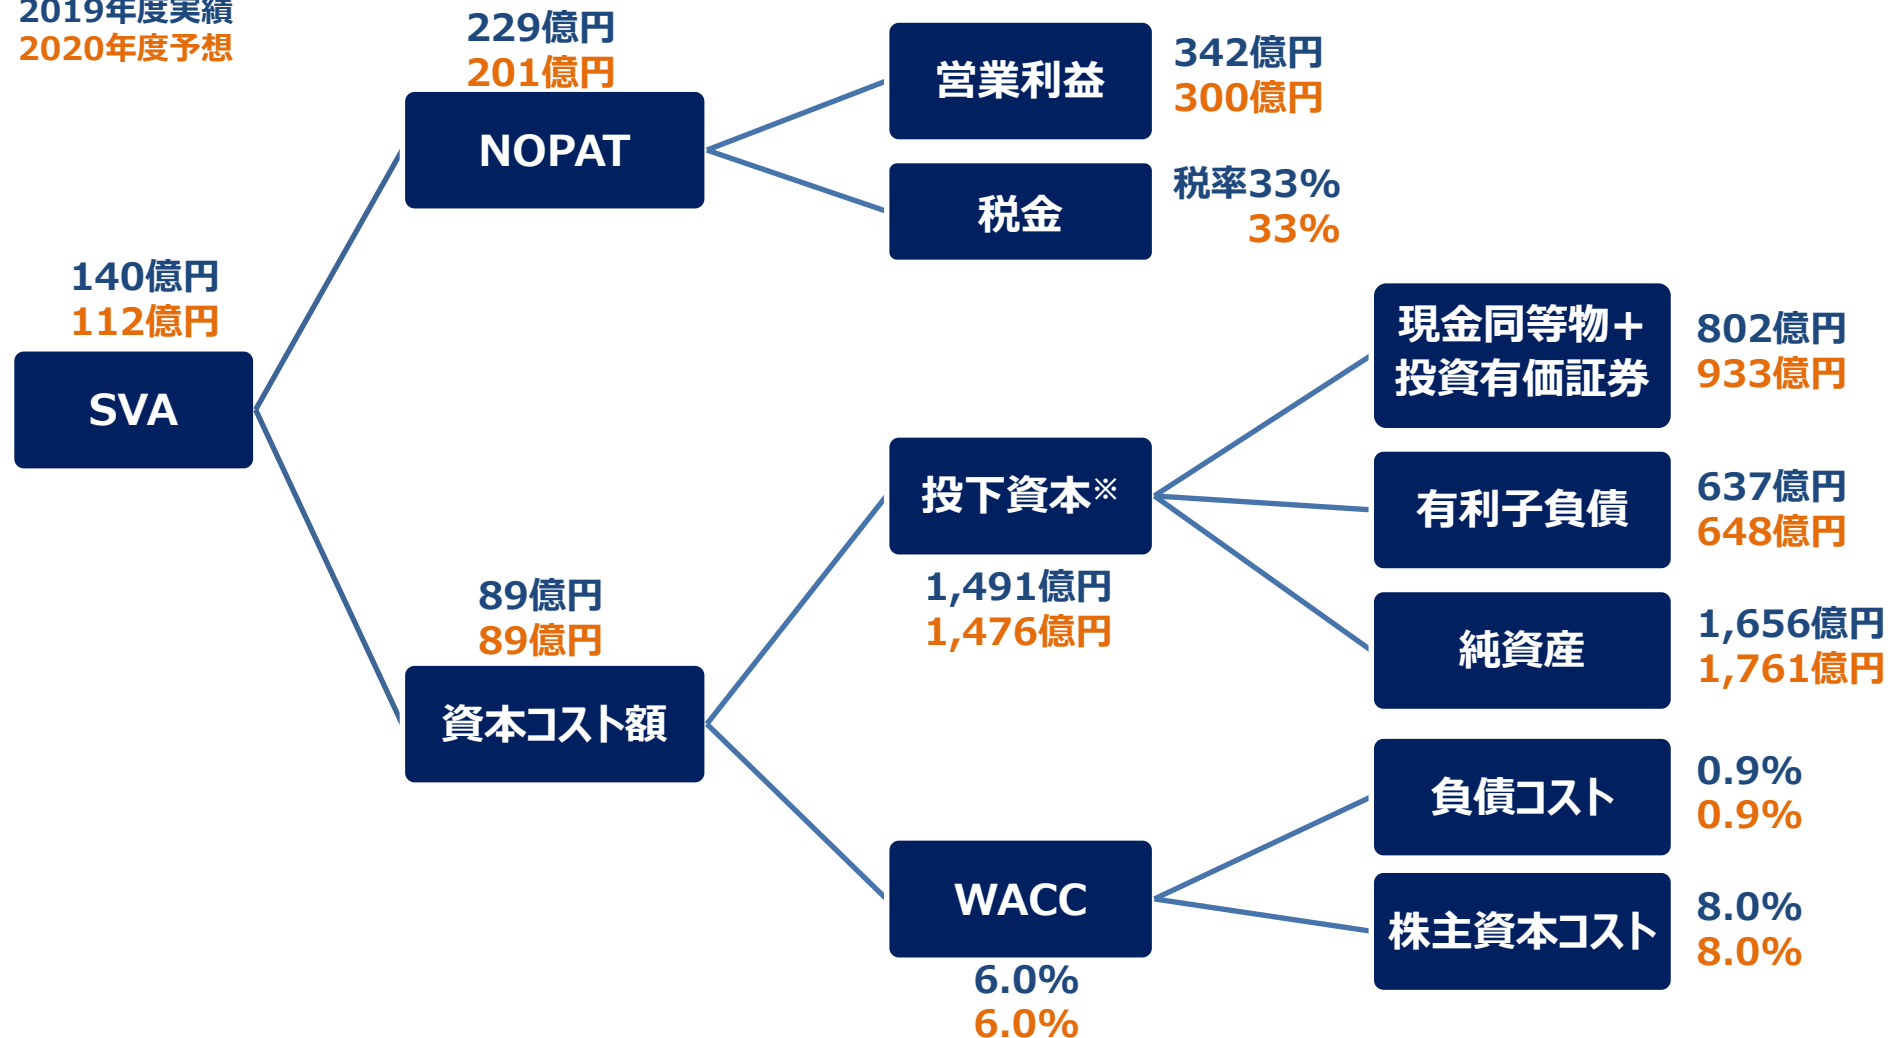 2019年度実績
2020年度予想
229億円
201億円
NOPAT
営業利益
342億円
300億円
税金
税率33%
33%
140億円
112億円
SVA
89億円
89億円
資本コスト額
投下資本※
1,491億円
1,476億円
現金同等物+
投資有価証券
802億円
933億円
有利子負債
637億円
648億円
純資産
1,656億円
1,761億円
WACC
6.0%
6.0%
負債コスト
0.9%
0.9%
株主資本コスト
8.0%
8.0%